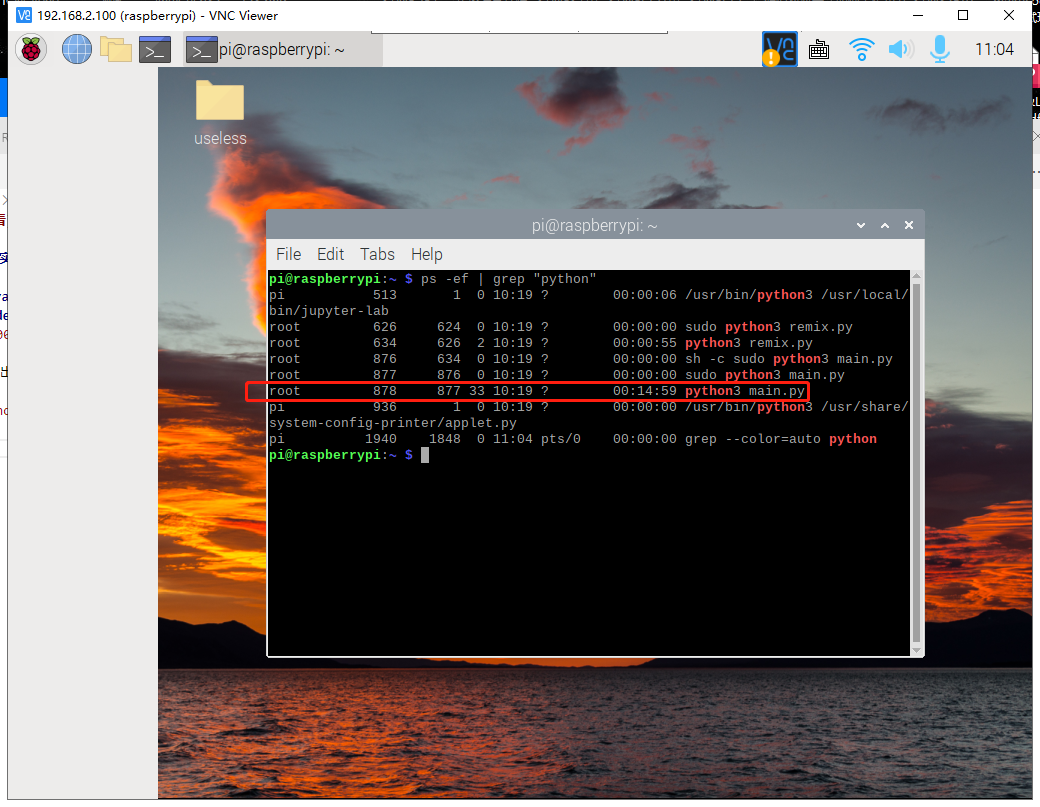 192.168.2.100 (raspberrypi) - VNC Viewer
pi@raspberrypi: ~
11:04
useless
pi@raspberrypi: ~
File Edit Tabs Help
pi@raspberrypi:~ $ ps -ef | grep "python"
pi 513 1 0 10:19 ? 00:00:06 /usr/bin/python3 /usr/local/
bin/jupyter-lab
root 626 624 0 10:19 ? 00:00:00 sudo python3 remix.py
root 634 626 2 10:19 ? 00:00:55 python3 remix.py
root 876 634 0 10:19 ? 00:00:00 sh -c sudo python3 main.py
root 877 876 0 10:19 ? 00:00:00 sudo python3 main.py
root 878 877 33 10:19 ? 00:14:59 python3 main.py
pi 936 1 0 10:19 ? 00:00:00 /usr/bin/python3 /usr/share/
system-config-printer/applet.py
pi 1940 1848 0 11:04 pts/0 00:00:00 grep --color=auto python
pi@raspberrypi:~ $